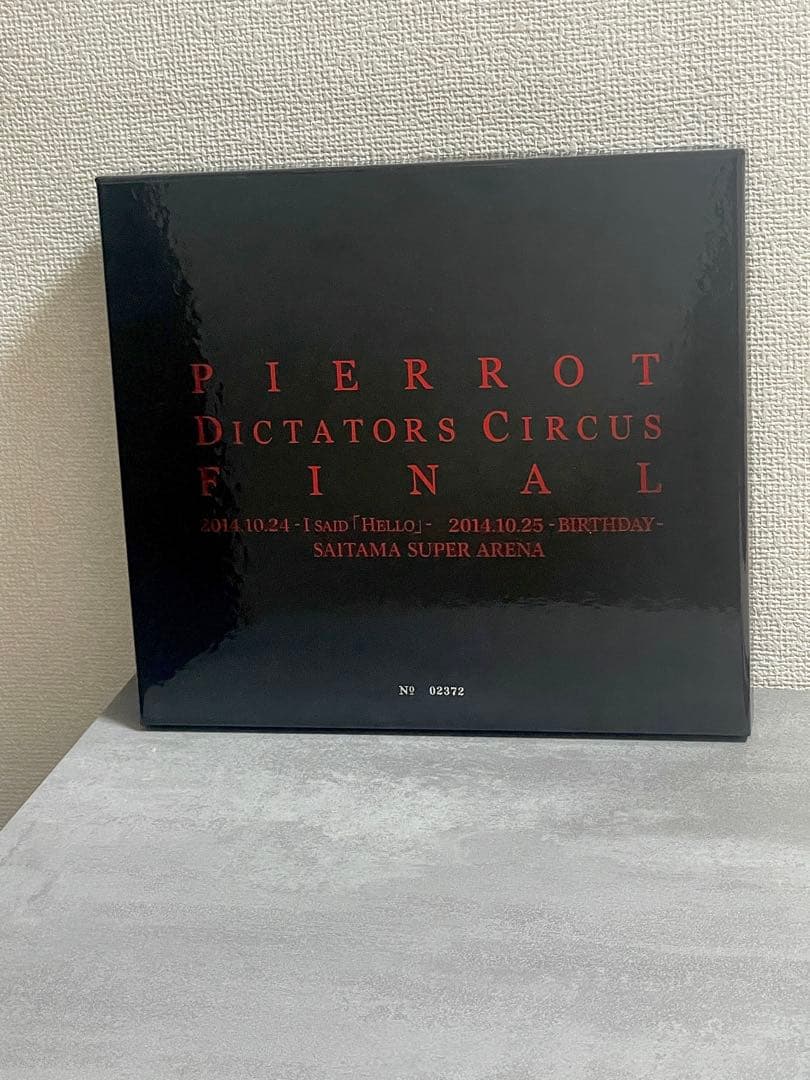 PIERROT
DICTATORS CIRCUS
FINAL
2014.10.24 - I SAID「HELLO」- 2014.10.25 - BIRTHDAY -
SAITAMA SUPER ARENA
Nº 02372